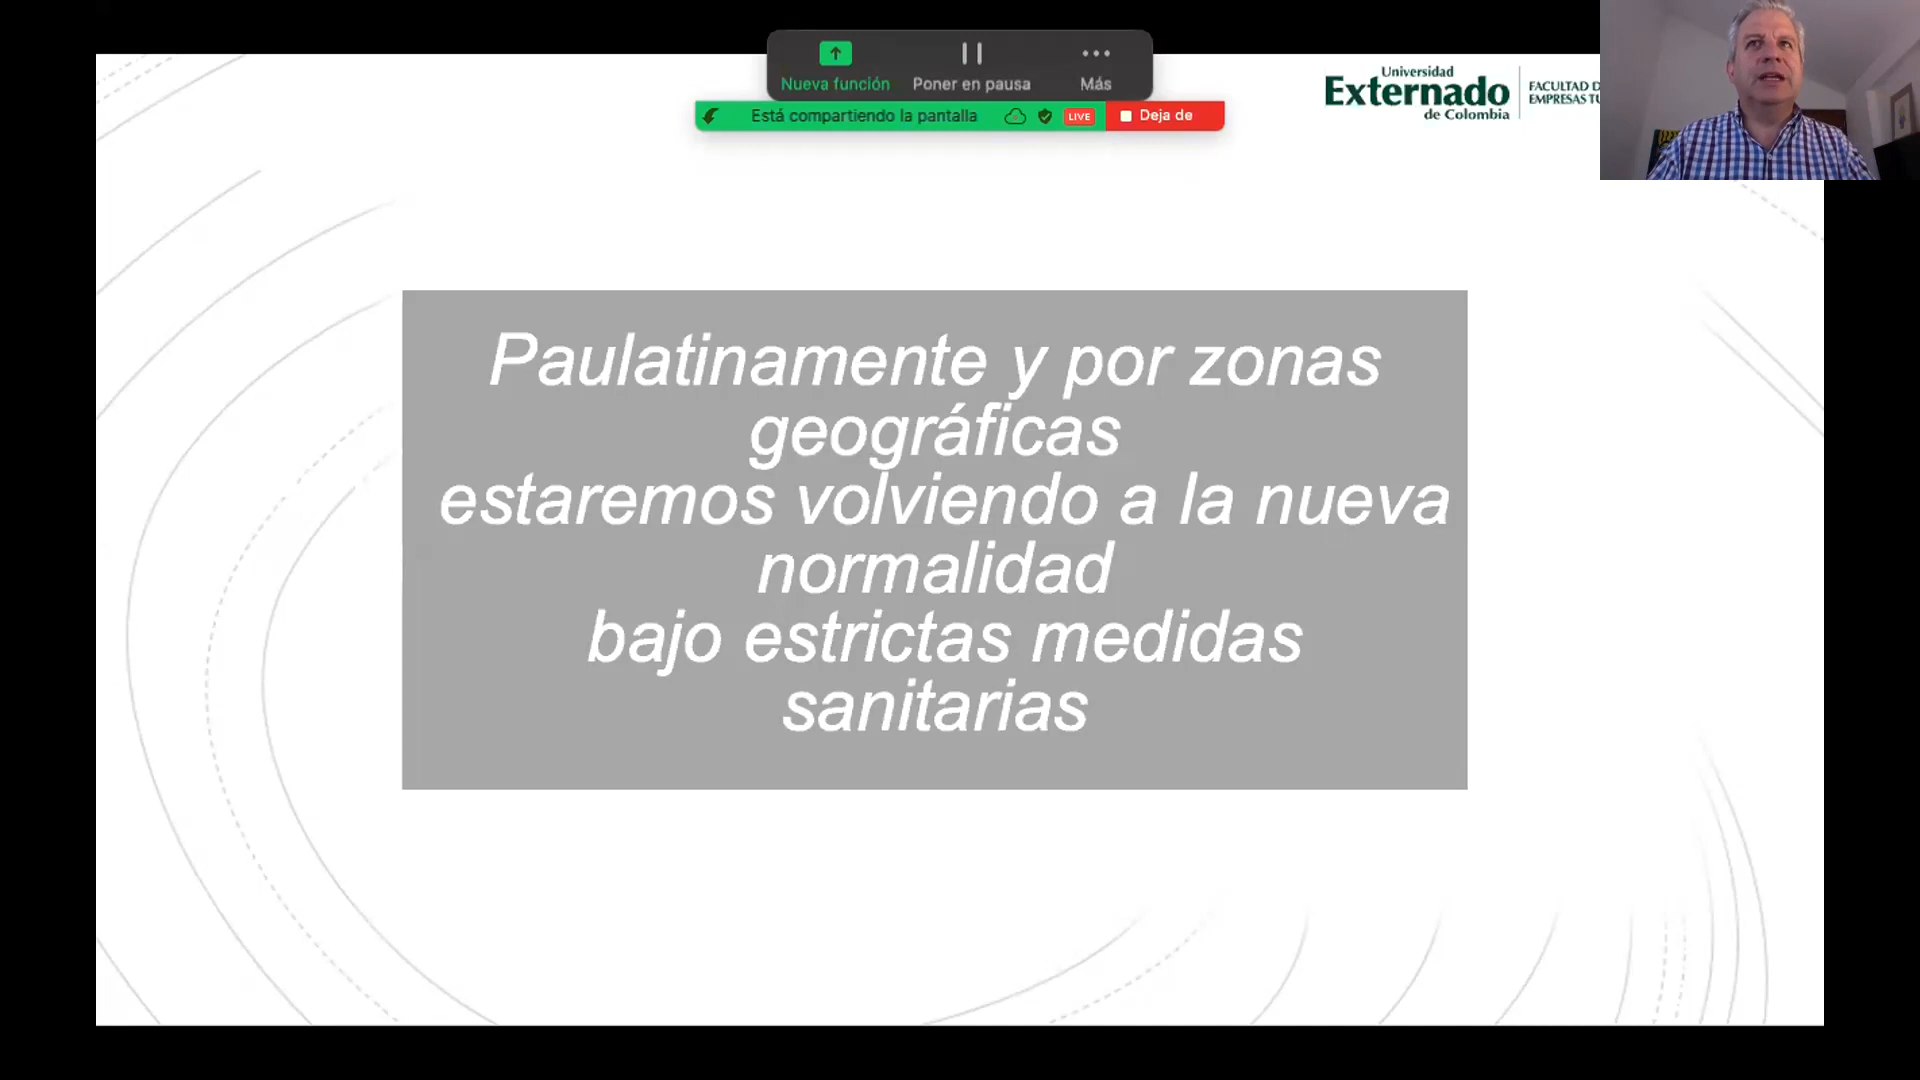 Nueva función
Poner en pausa
Más
Está compartiendo la pantalla
LIVE
Deja de
Universidad
Externado
de Colombia
FACULTAD D
EMPRESAS TU
Paulatinamente y por zonas
geográficas
estaremos volviendo a la nueva
normalidad
bajo estrictas medidas
sanitarias